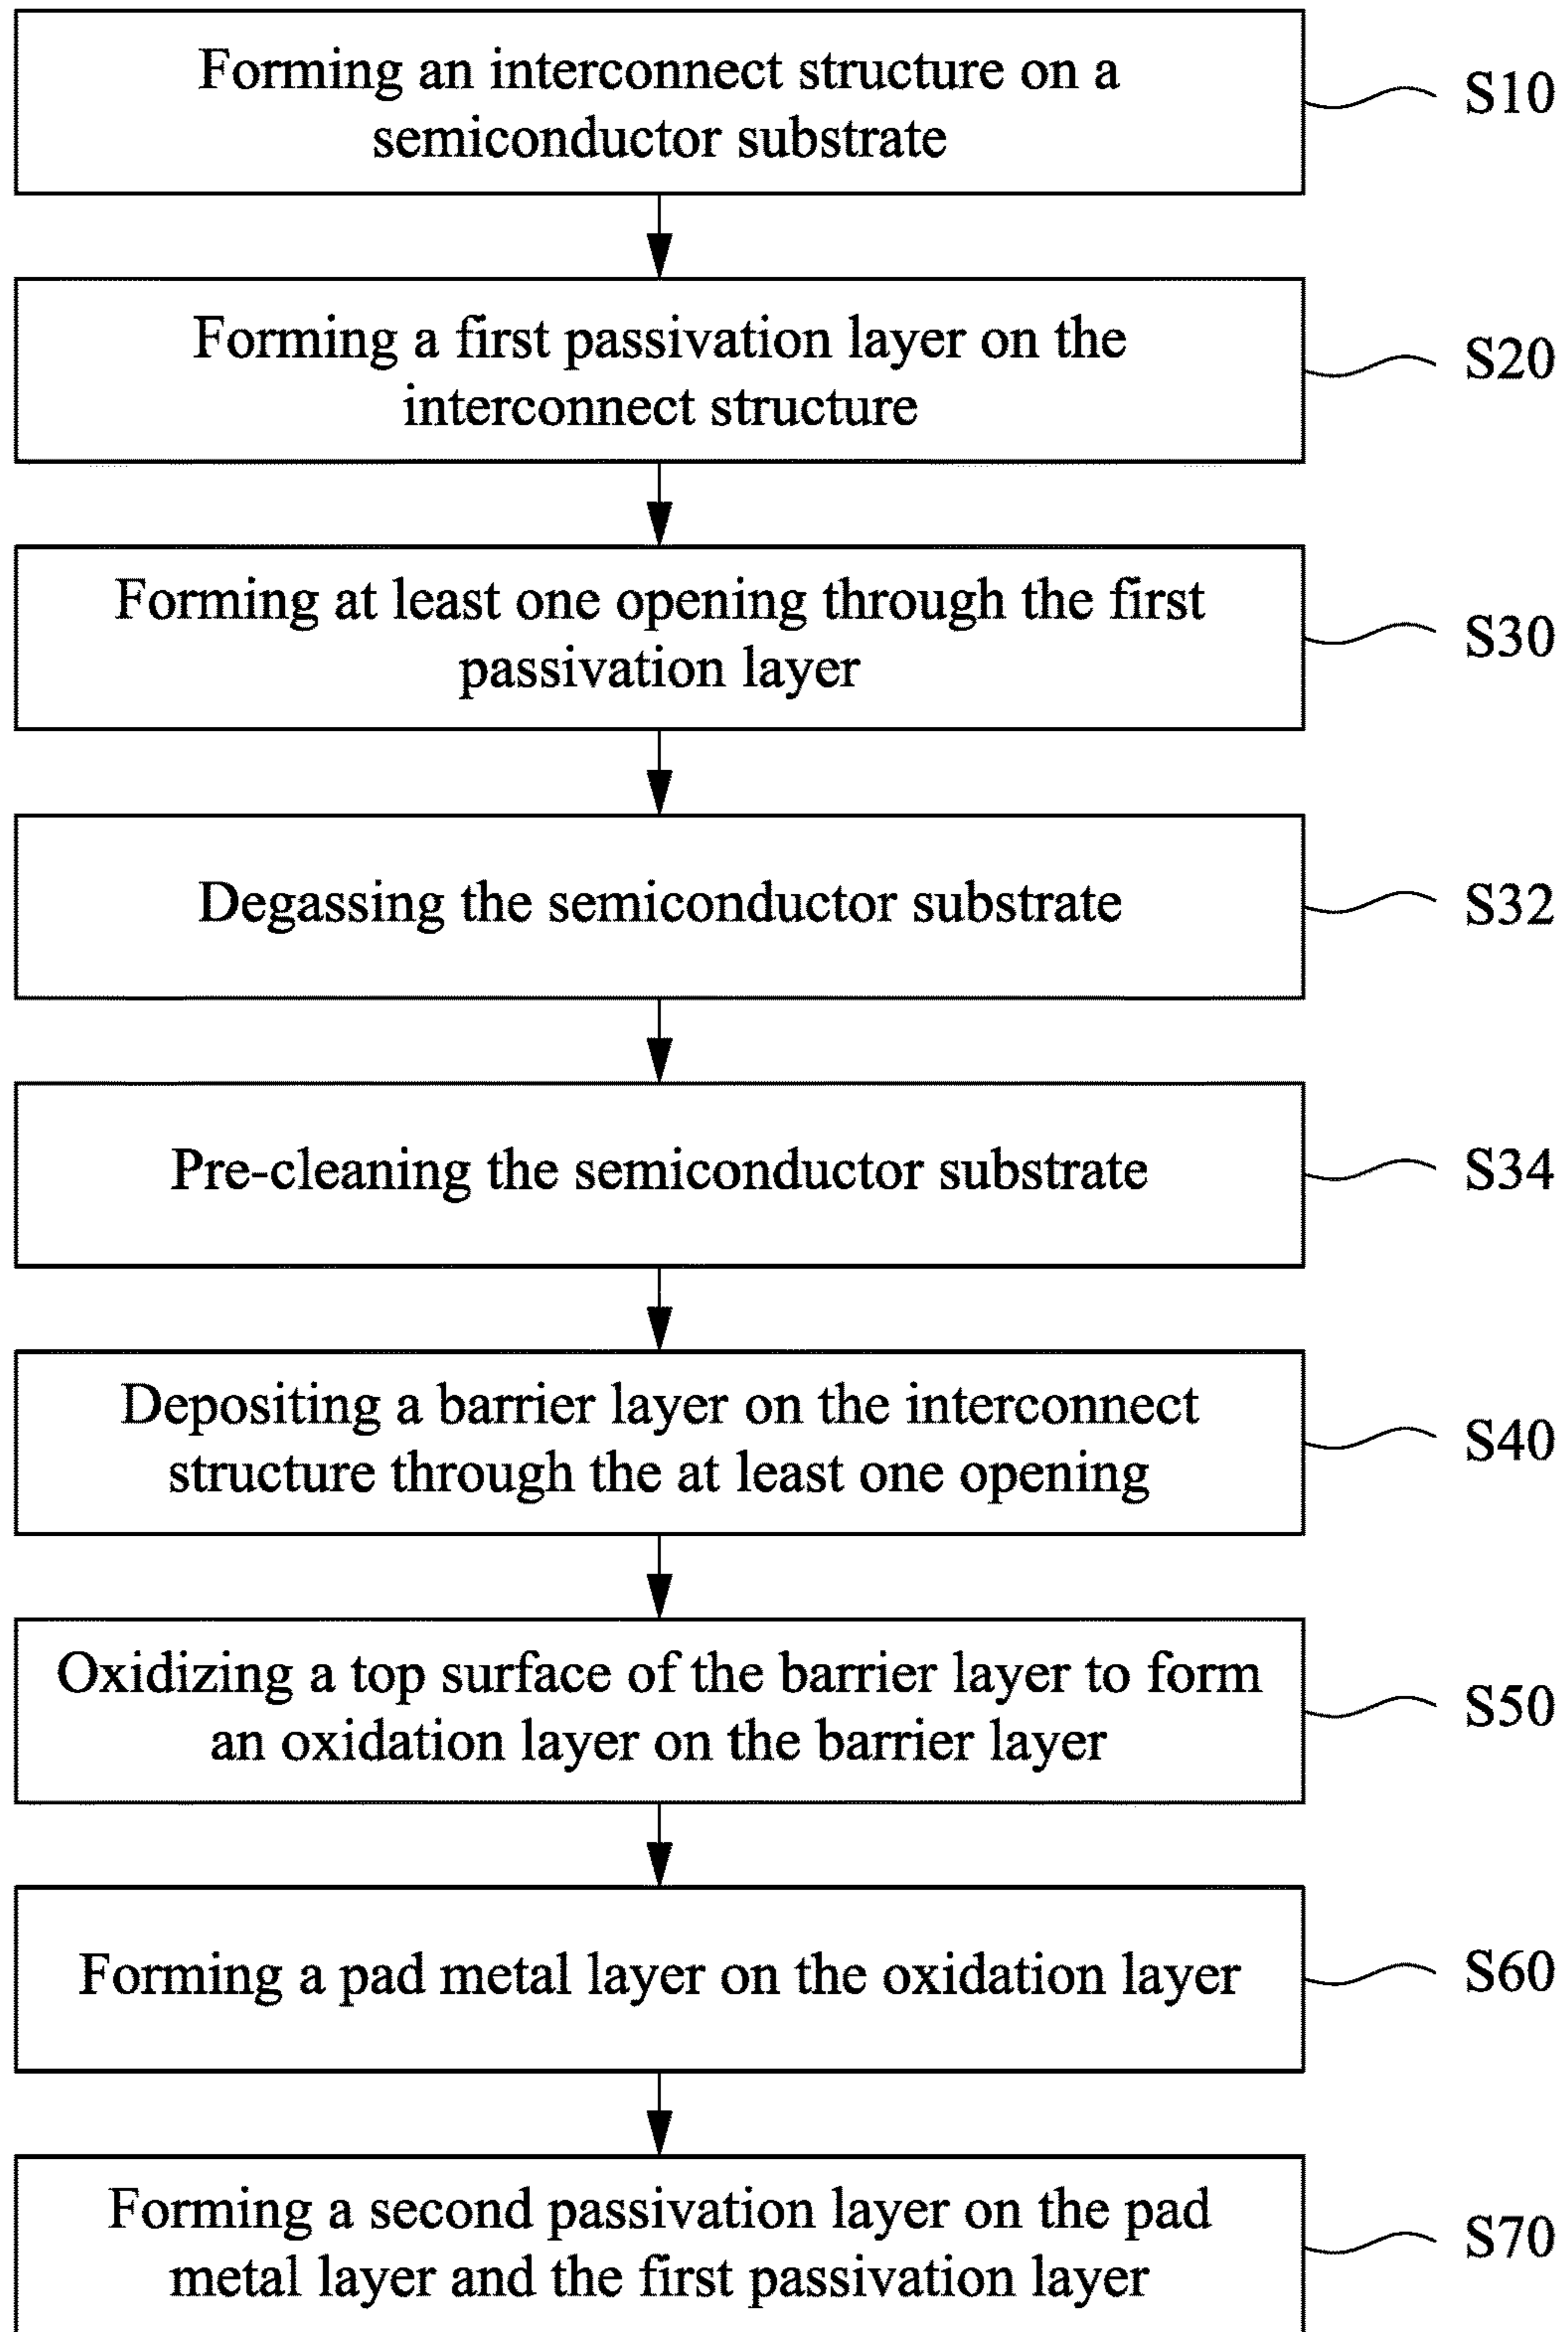 Forming an interconnect structure on a
semiconductor substrate
S10
Forming a first passivation layer on the
interconnect structure
S20
Forming at least one opening through the first
passivation layer
S30
Degassing the semiconductor substrate
S32
Pre-cleaning the semiconductor substrate
S34
Depositing a barrier layer on the interconnect
structure through the at least one opening
S40
Oxidizing a top surface of the barrier layer to form
an oxidation layer on the barrier layer
S50
Forming a pad metal layer on the oxidation layer
S60
Forming a second passivation layer on the pad
metal layer and the first passivation layer
S70